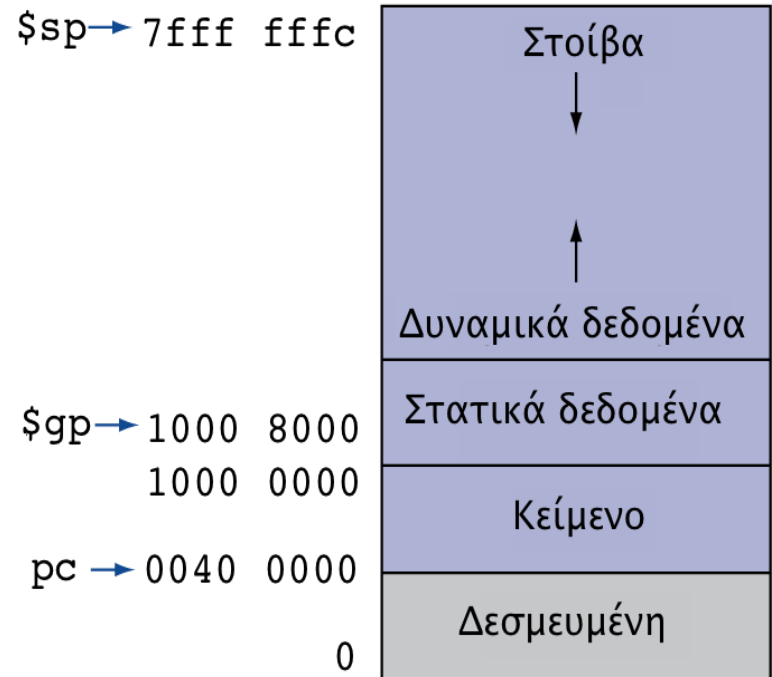 $sp 7fff fffc Στοίβα
Δυναμικά δεδομένα
$gp 1000 8000 Στατικά δεδομένα
1000 0000
Κείμενο
pc 0040 0000
Δεσμευμένη
0